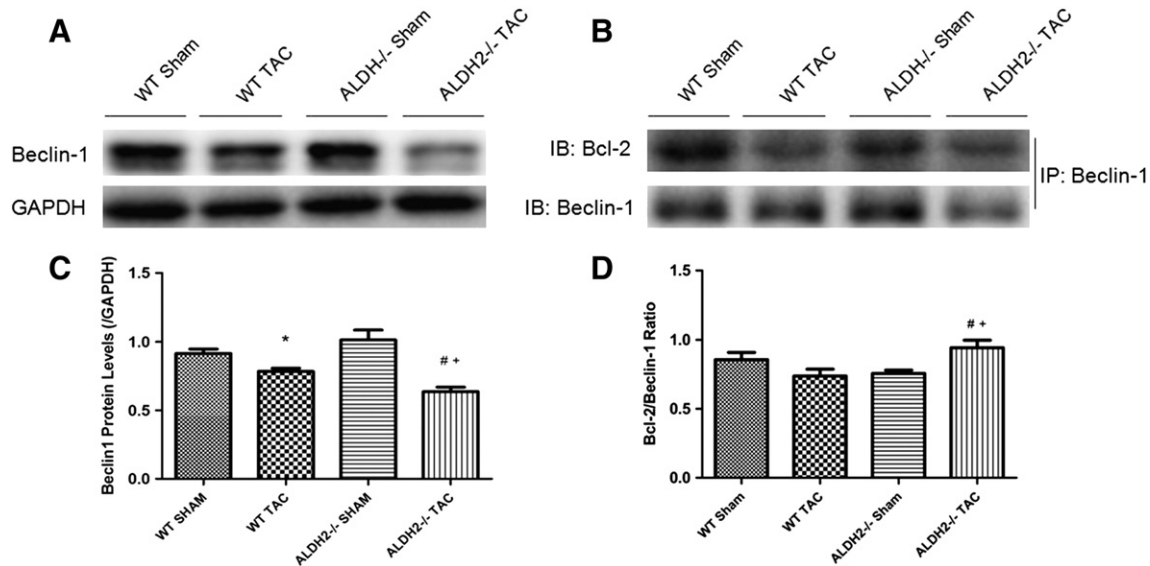 A
WT Sham
WT TAC
ALDH-/- Sham
ALDH2-/- TAC
Beclin-1
GAPDH
B
WT Sham
WT TAC
ALDH2-/- Sham
ALDH2-/- TAC
IB: Bcl-2
IB: Beclin-1
IP: Beclin-1
C
Beclin1 Protein Levels (/GAPDH)
1.5
1.0
0.5
0.0
*
# +
WT SHAM
WT TAC
ALDH2-/- SHAM
ALDH2-/- TAC
D
Bcl-2/Beclin-1 Ratio
1.5
1.0
0.5
0.0
# +
WT Sham
WT TAC
ALDH2-/- Sham
ALDH2-/- TAC